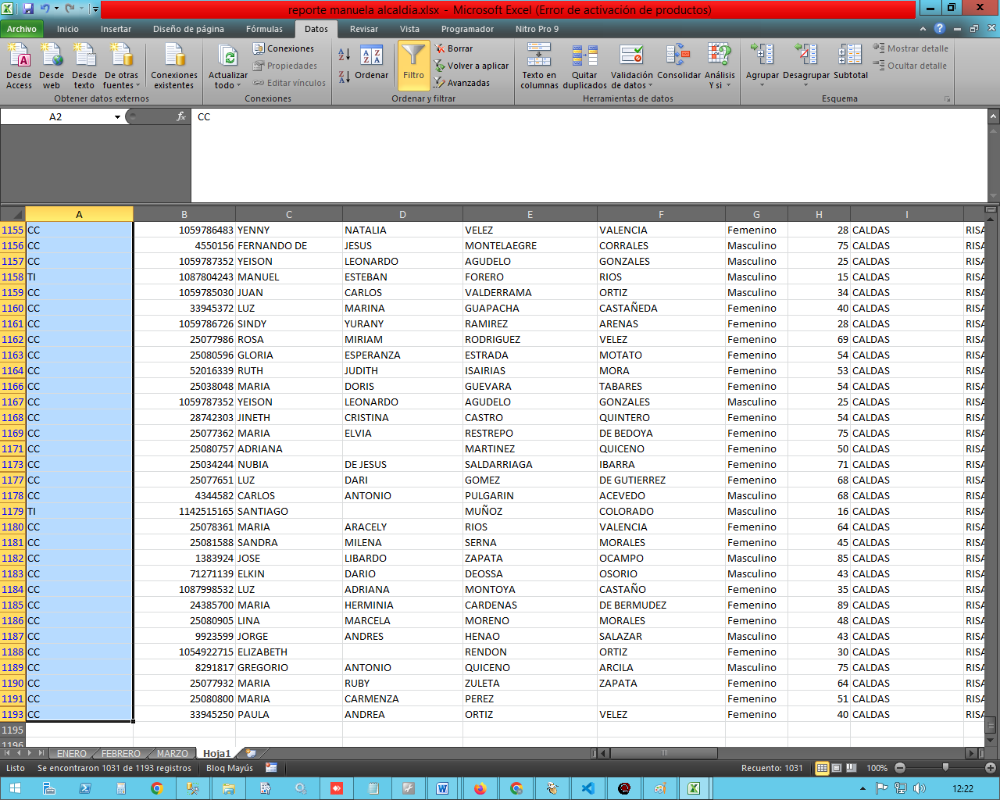 reporte manuela alcaldia.xlsx - Microsoft Excel (Error de activación de productos)
Archivo Inicio Insertar Diseño de página Fórmulas Datos Revisar Vista Programador Nitro Pro 9
Desde Access Desde web Desde texto De otras fuentes Conexiones existentes Actualizar todo Conexiones Propiedades Editar vínculos Ordenar Filtro Borrar Volver a aplicar Avanzadas Texto en columnas Quitar duplicados Validación de datos Consolidar Análisis Y si Agrupar Desagrupar Subtotal Mostrar detalle Ocultar detalle
Obtener datos externos Conexiones Ordenar y filtrar Herramientas de datos Esquema
A2 fx CC
A B C D E F G H I
1155 CC 1059786483 YENNY NATALIA VELEZ VALENCIA Femenino 28 CALDAS RISA
1156 CC 4550156 FERNANDO DE JESUS MONTELAEGRE CORRALES Masculino 75 CALDAS RISA
1157 CC 1059787352 YEISON LEONARDO AGUDELO GONZALES Masculino 25 CALDAS RISA
1158 TI 1087804243 MANUEL ESTEBAN FORERO RIOS Masculino 15 CALDAS RISA
1159 CC 1059785030 JUAN CARLOS VALDERRAMA ORTIZ Masculino 34 CALDAS RISA
1160 CC 33945372 LUZ MARINA GUAPACHA CASTAÑEDA Femenino 40 CALDAS RISA
1161 CC 1059786726 SINDY YURANY RAMIREZ ARENAS Femenino 28 CALDAS RISA
1162 CC 25077986 ROSA MIRIAM RODRIGUEZ VELEZ Femenino 69 CALDAS RISA
1163 CC 25080596 GLORIA ESPERANZA ESTRADA MOTATO Femenino 54 CALDAS RISA
1164 CC 52016339 RUTH JUDITH ISAIRIAS MORA Femenino 53 CALDAS RISA
1166 CC 25038048 MARIA DORIS GUEVARA TABARES Femenino 54 CALDAS RISA
1167 CC 1059787352 YEISON LEONARDO AGUDELO GONZALES Masculino 25 CALDAS RISA
1168 CC 28742303 JINETH CRISTINA CASTRO QUINTERO Femenino 54 CALDAS RISA
1169 CC 25077362 MARIA ELVIA RESTREPO DE BEDOYA Femenino 75 CALDAS RISA
1171 CC 25080757 ADRIANA MARTINEZ QUICENO Femenino 50 CALDAS RISA
1173 CC 25034244 NUBIA DE JESUS SALDARRIAGA IBARRA Femenino 71 CALDAS RISA
1177 CC 25077651 LUZ DARI GOMEZ DE GUTIERREZ Femenino 68 CALDAS RISA
1178 CC 4344582 CARLOS ANTONIO PULGARIN ACEVEDO Masculino 68 CALDAS RISA
1179 TI 1142515165 SANTIAGO MUÑOZ COLORADO Masculino 16 CALDAS RISA
1180 CC 25078361 MARIA ARACELY RIOS VALENCIA Femenino 64 CALDAS RISA
1181 CC 25081588 SANDRA MILENA SERNA MORALES Femenino 45 CALDAS RISA
1182 CC 1383924 JOSE LIBARDO ZAPATA OCAMPO Masculino 85 CALDAS RISA
1183 CC 71271139 ELKIN DARIO DEOSSA OSORIO Masculino 43 CALDAS RISA
1184 CC 1087998532 LUZ ADRIANA MONTOYA CASTAÑO Femenino 35 CALDAS RISA
1185 CC 24385700 MARIA HERMINIA CARDENAS DE BERMUDEZ Femenino 89 CALDAS RISA
1186 CC 25080905 LINA MARCELA MORENO MORALES Femenino 48 CALDAS RISA
1187 CC 9923599 JORGE ANDRES HENAO SALAZAR Masculino 43 CALDAS RISA
1188 CC 1054922715 ELIZABETH RENDON ORTIZ Femenino 30 CALDAS RISA
1189 CC 8291817 GREGORIO ANTONIO QUICENO ARCILA Masculino 75 CALDAS RISA
1190 CC 25077932 MARIA RUBY ZULETA ZAPATA Femenino 64 CALDAS RISA
1191 CC 25080800 MARIA CARMENZA PEREZ Femenino 51 CALDAS RISA
1193 CC 33945250 PAULA ANDREA ORTIZ VELEZ Femenino 40 CALDAS RISA
1195
1196
ENERO FEBRERO MARZO Hoja1
Listo Se encontraron 1031 de 1193 registros Bloq Mayús Recuento: 1031 100%
12:22